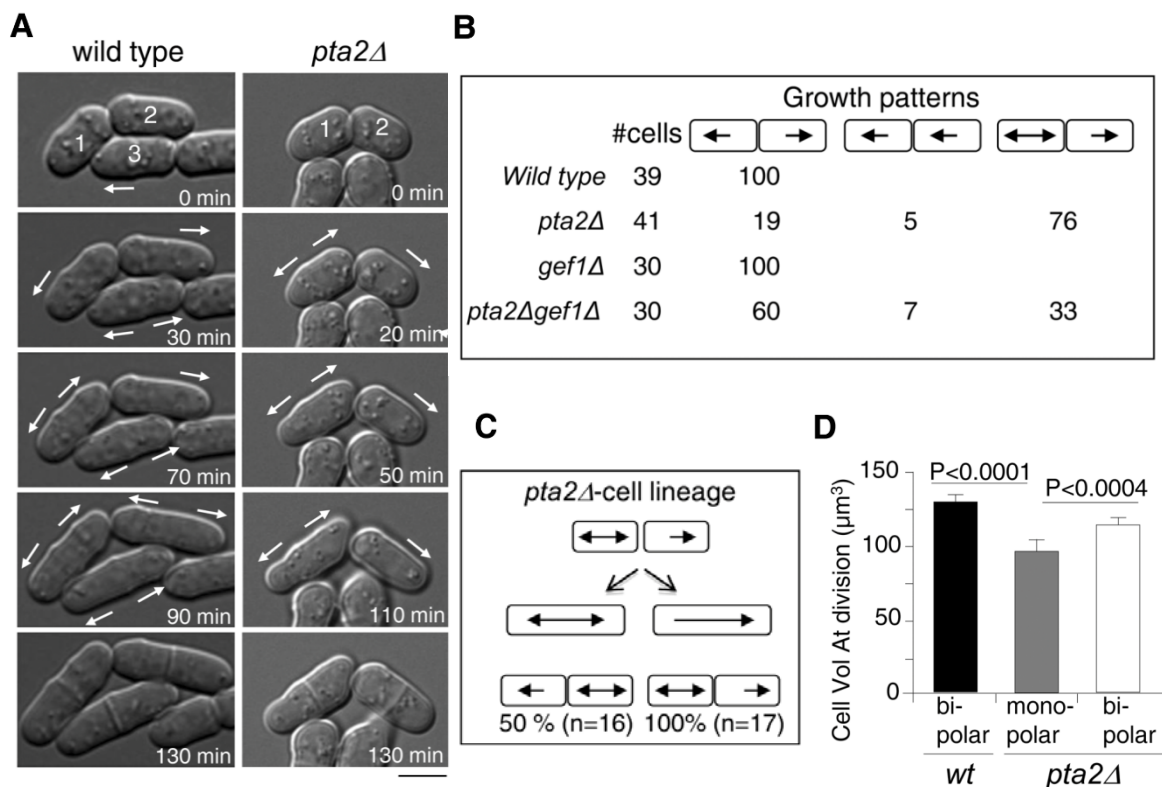 A
wild type
pta2Δ
1
2
3
0 min
1
2
0 min
30 min
20 min
70 min
50 min
90 min
110 min
130 min
130 min
B
Growth patterns
#cells
Wild type 39 100
pta2Δ 41 19 5 76
gef1Δ 30 100
pta2Δgef1Δ 30 60 7 33
C
pta2Δ-cell lineage
50 % (n=16) 100% (n=17)
D
Cell Vol At division (µm³)
150
100
50
0
P<0.0001
P<0.0004
bi-
polar
mono-
polar
bi-
polar
wt
pta2Δ